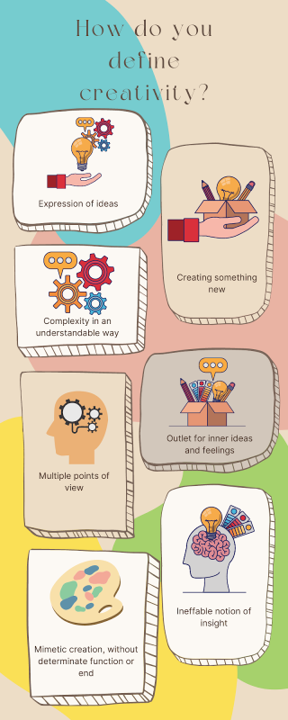 How do you
define
creativity?
Expression of ideas
Creating something
new
Complexity in an
understandable way
Outlet for inner ideas
and feelings
Multiple points of
view
Ineffable notion of
insight
Mimetic creation, without
determinate function or
end